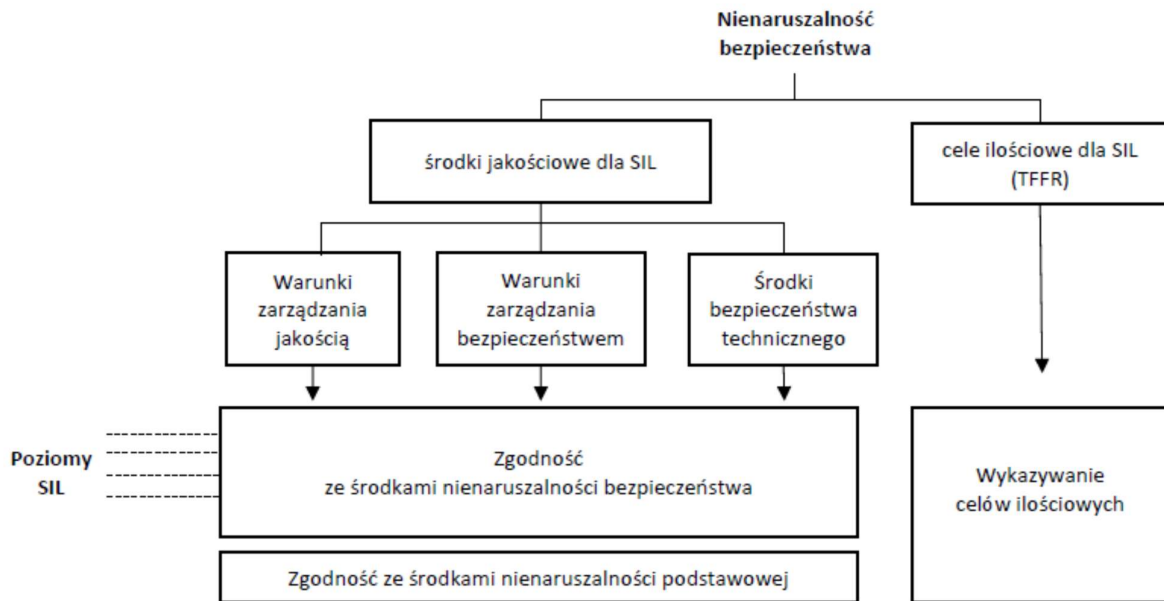 Nienaruszalność
bezpieczeństwa
środki jakościowe dla SIL
cele ilościowe dla SIL
(TFFR)
Warunki
zarządzania
jakością
Warunki
zarządzania
bezpieczeństwem
Środki
bezpieczeństwa
technicznego
Poziomy
SIL
Zgodność
ze środkami nienaruszalności bezpieczeństwa
Wykazywanie
celów ilościowych
Zgodność ze środkami nienaruszalności podstawowej